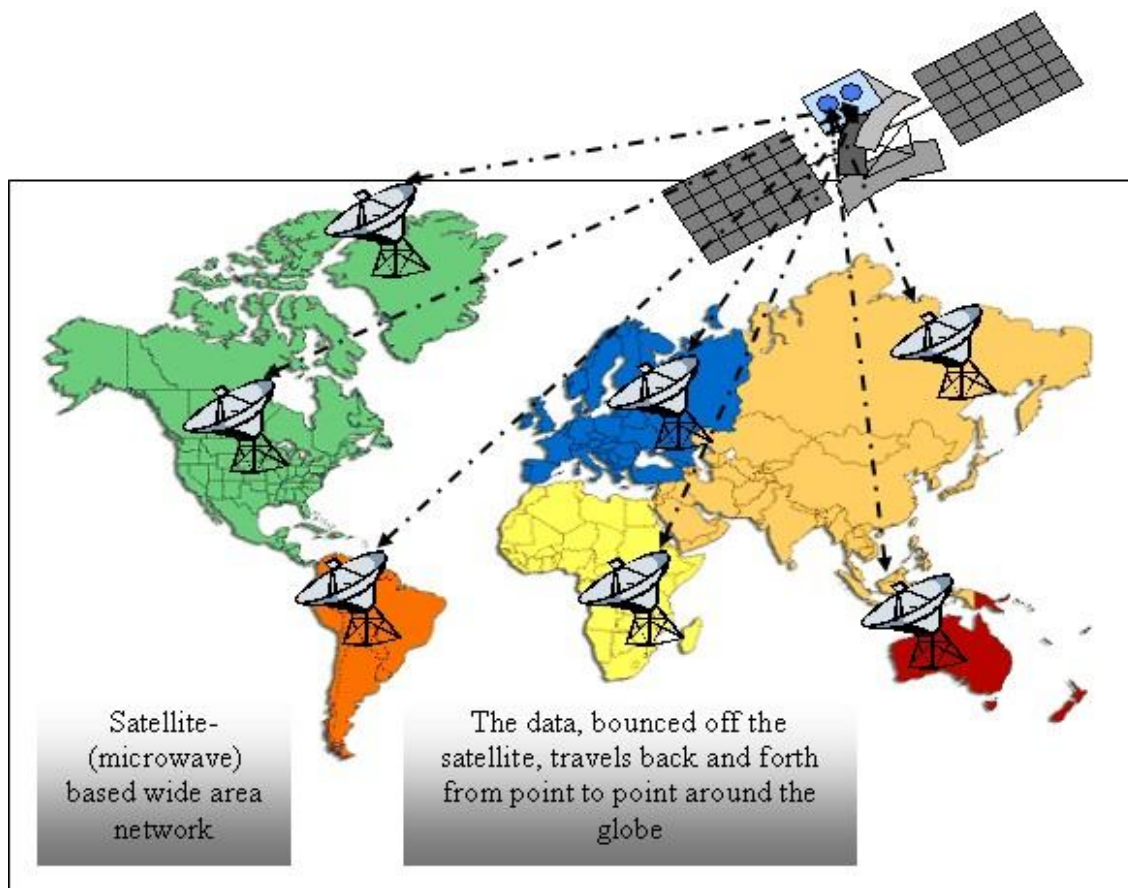 Satellite-
(microwave)
based wide area
network
The data, bounced off the
satellite, travels back and forth
from point to point around the
globe